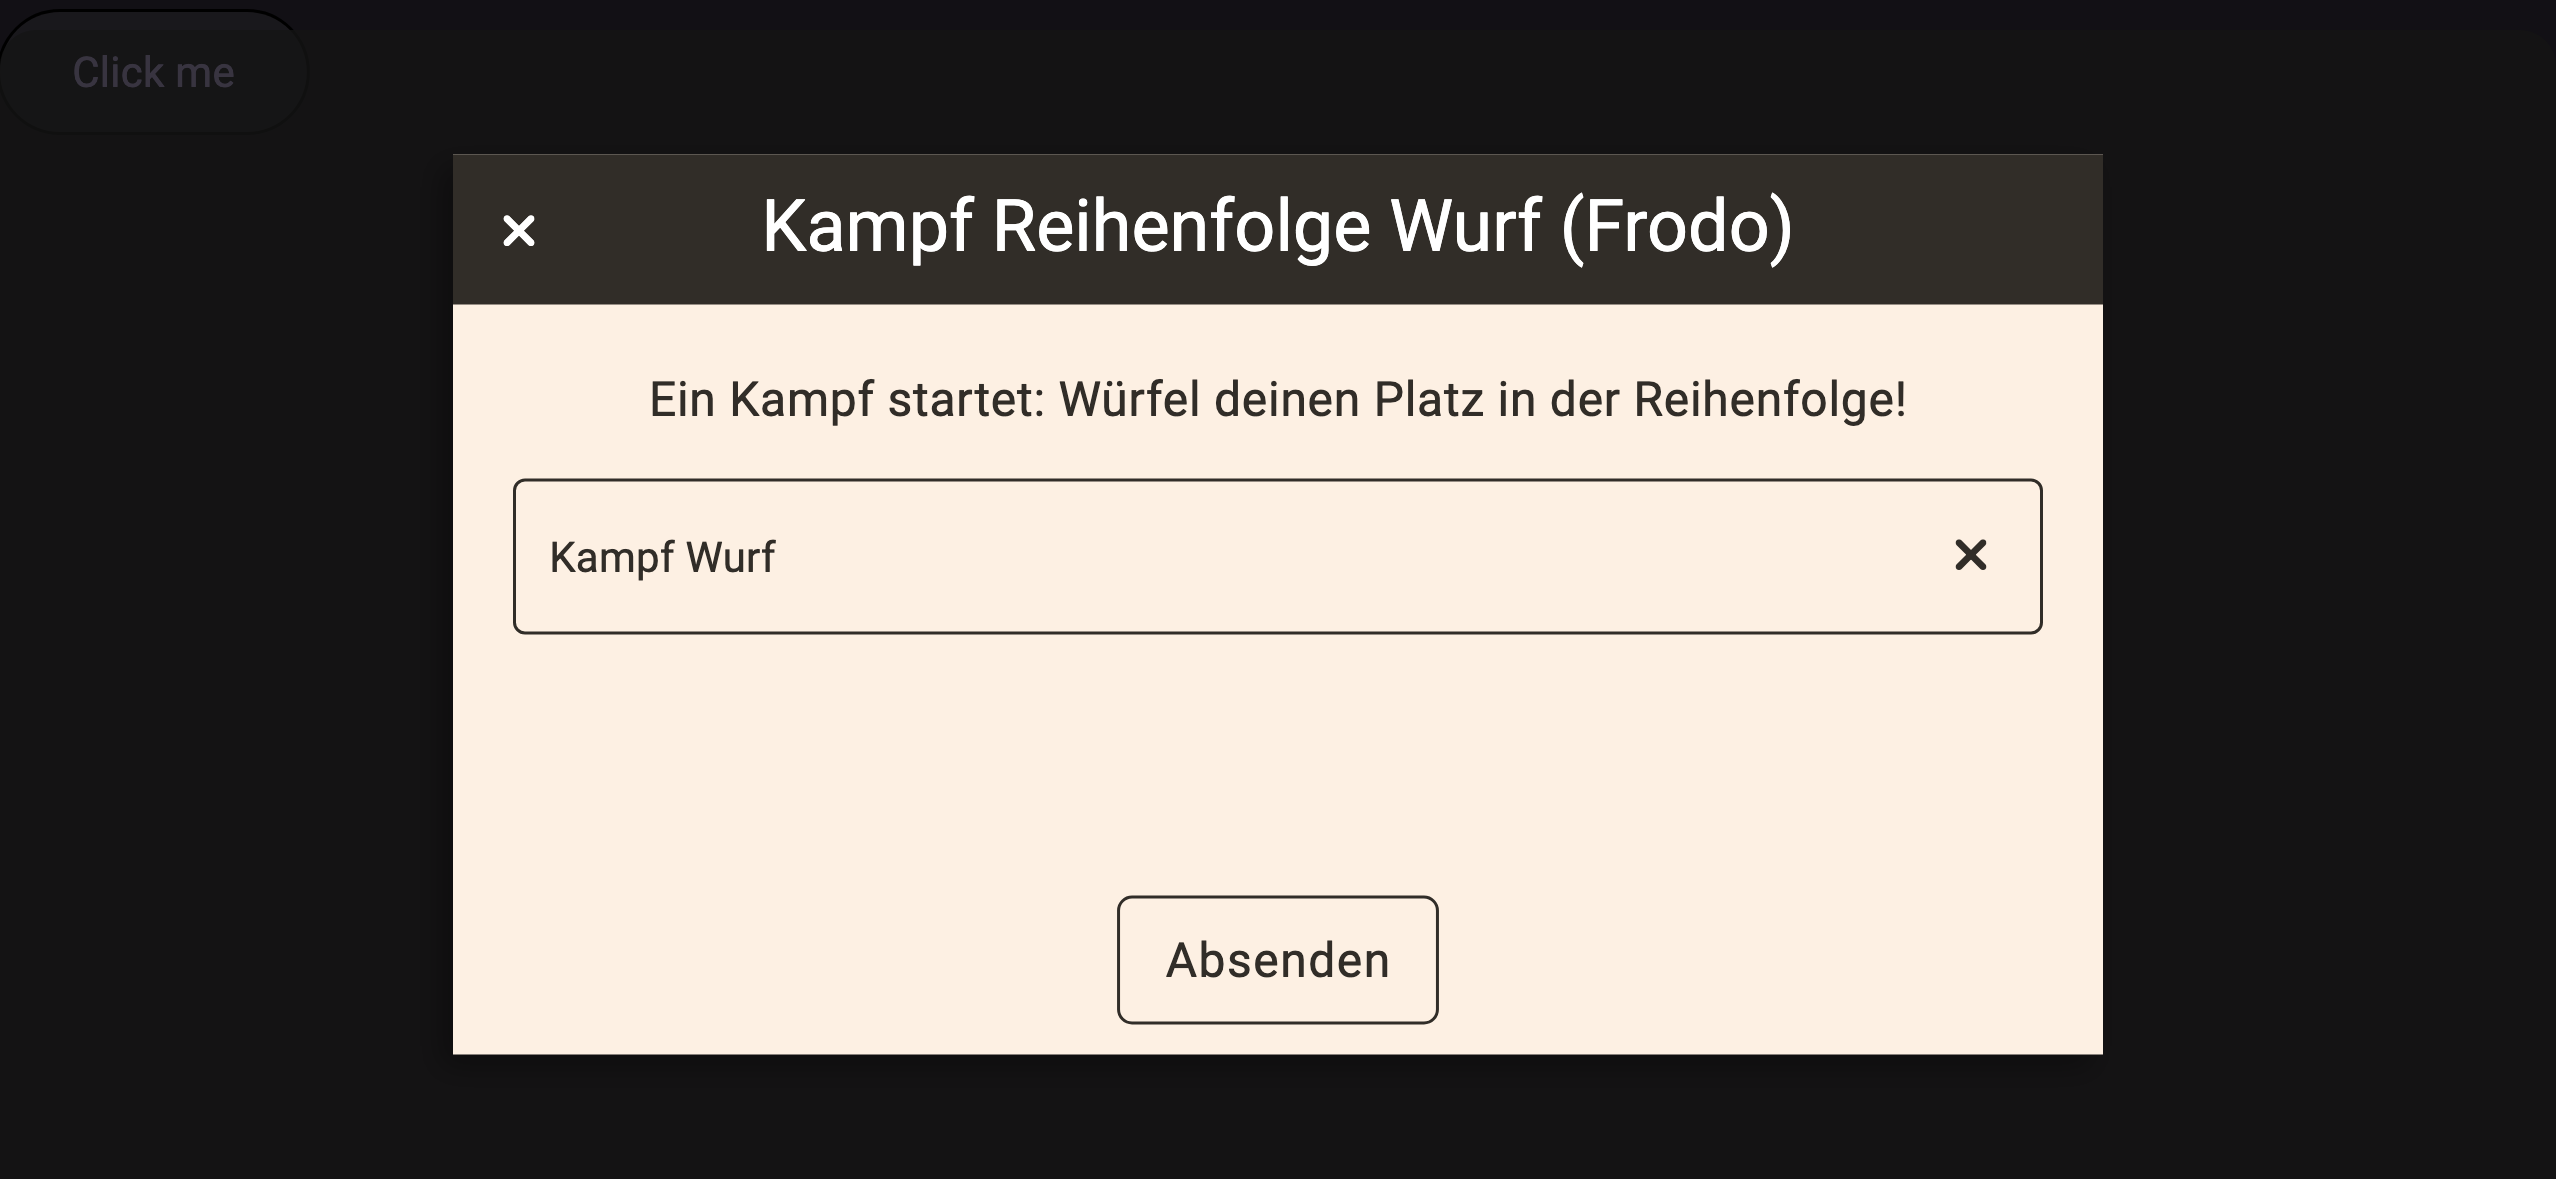 Click me
Kampf Reihenfolge Wurf (Frodo)
Ein Kampf startet: Würfel deinen Platz in der Reihenfolge!
Kampf Wurf
Absenden